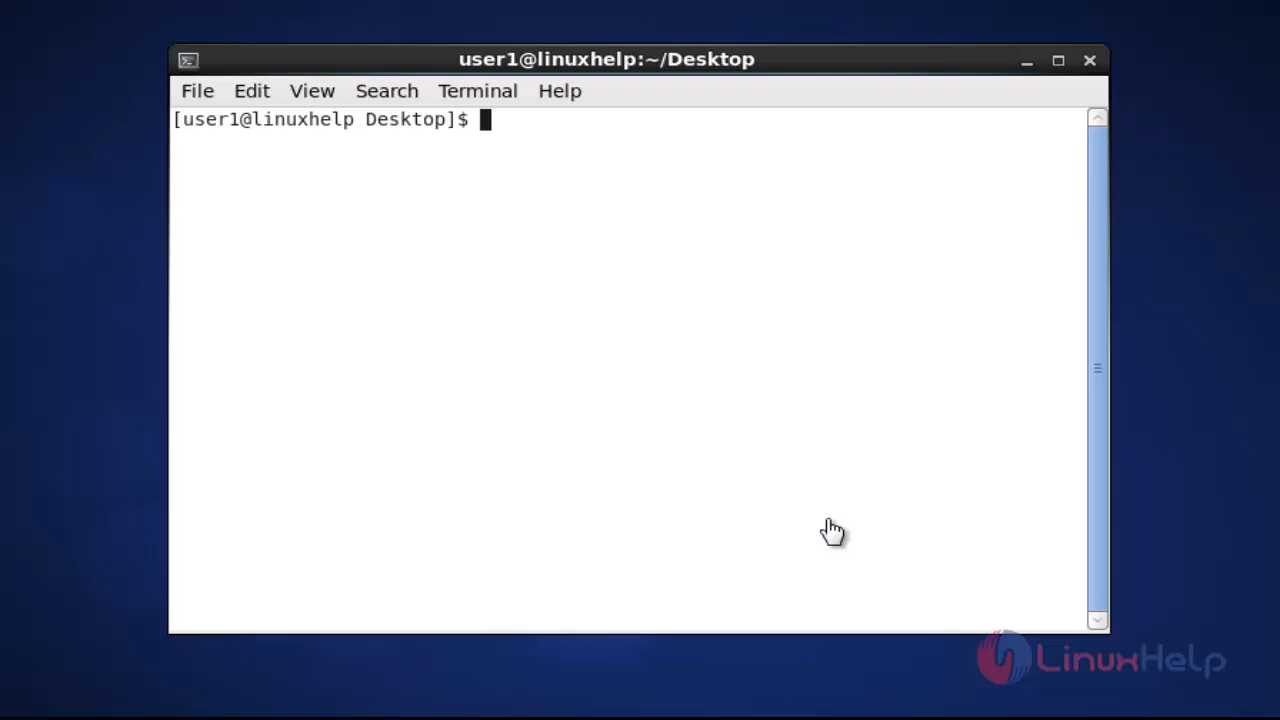 user1@linuxhelp:~/Desktop
File Edit View Search Terminal Help
[user1@linuxhelp Desktop]$
LinuxHelp